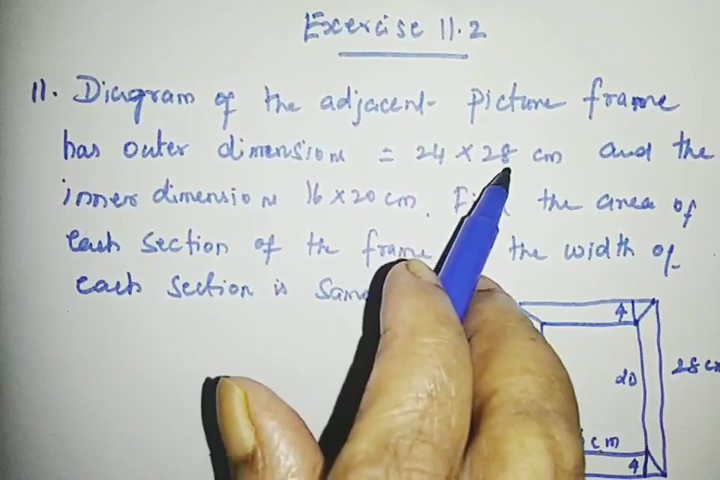 Exercise 11.2
11. Diagram of the adjacent picture frame
has outer dimension = 24 × 28 cm and the
inner dimension 16 × 20 cm. the area of
each section of the frame the width of
each section is
4
28 cm
20
cm
4